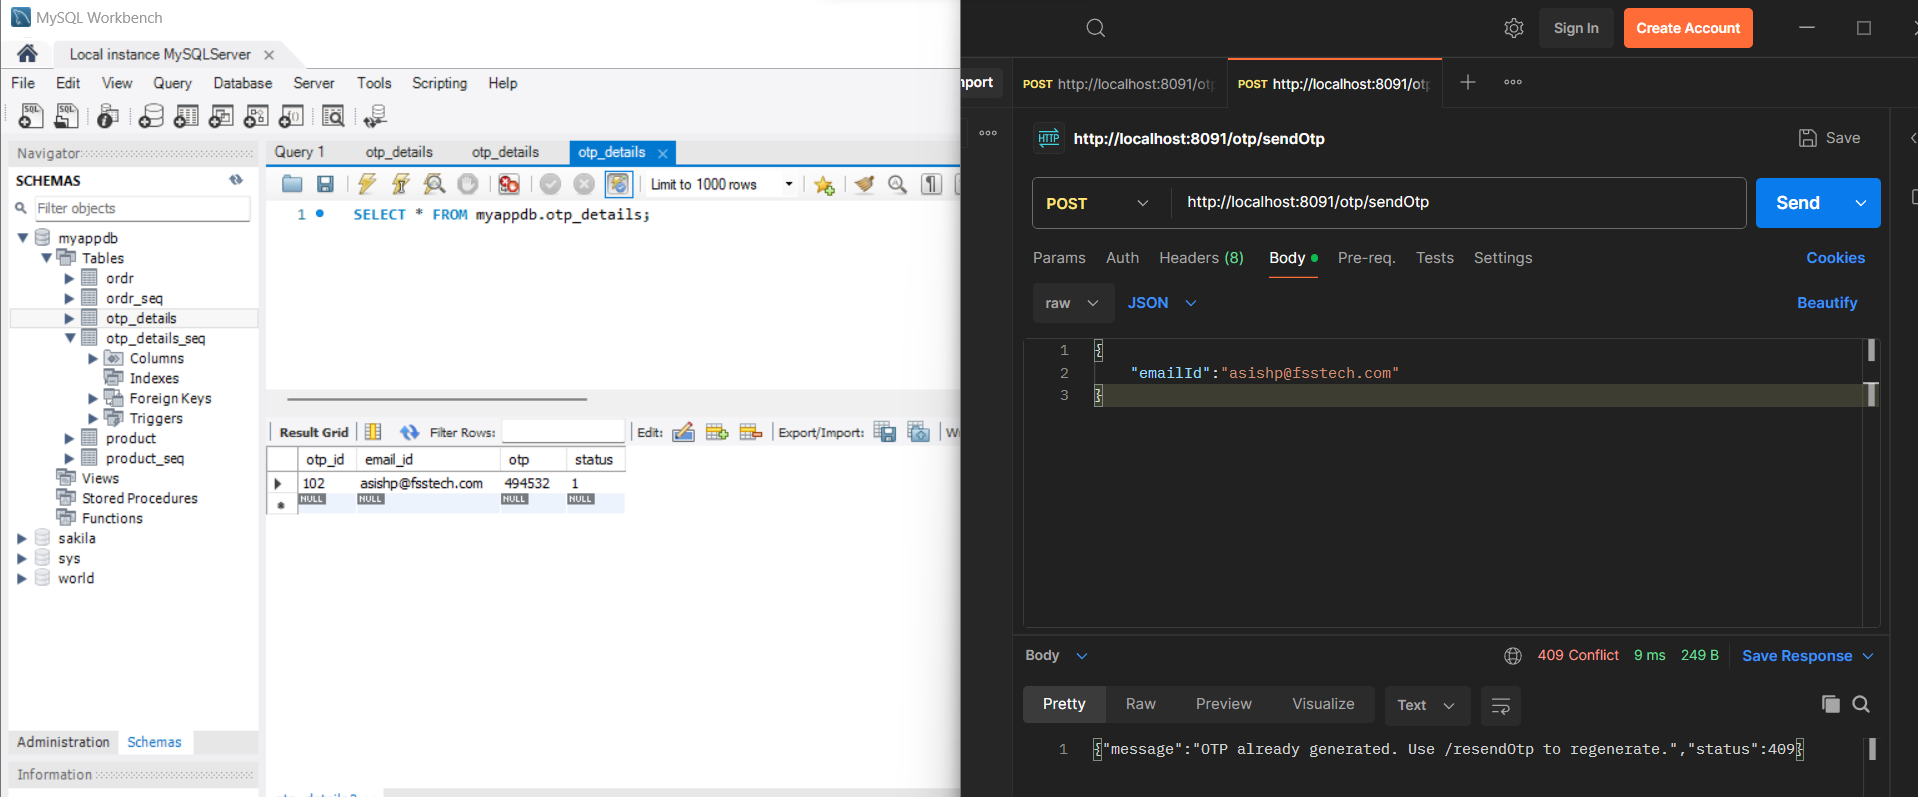 MySQL Workbench
Local instance MySQLServer
File Edit View Query Database Server Tools Scripting Help
Navigator
SCHEMAS
Filter objects
myappdb
Tables
ordr
ordr_seq
otp_details
otp_details_seq
Columns
Indexes
Foreign Keys
Triggers
product
product_seq
Views
Stored Procedures
Functions
sakila
sys
world
Administration Schemas
Information
Query 1 otp_details otp_details otp_details
Limit to 1000 rows
1 SELECT * FROM myappdb.otp_details;
Result Grid Filter Rows: Edit: Export/Import:
otp_id email_id otp status
102 asishp@fsstech.com 494532 1
NULL NULL NULL NULL
Sign In Create Account
POST http://localhost:8091/otp POST http://localhost:8091/otp
HTTP http://localhost:8091/otp/sendOtp Save
POST http://localhost:8091/otp/sendOtp Send
Params Auth Headers (8) Body Pre-req. Tests Settings Cookies
raw JSON Beautify
1 {
2 "emailId":"asishp@fsstech.com"
3 }
Body 409 Conflict 9 ms 249 B Save Response
Pretty Raw Preview Visualize Text
1 {"message":"OTP already generated. Use /resendOtp to regenerate.","status":409}